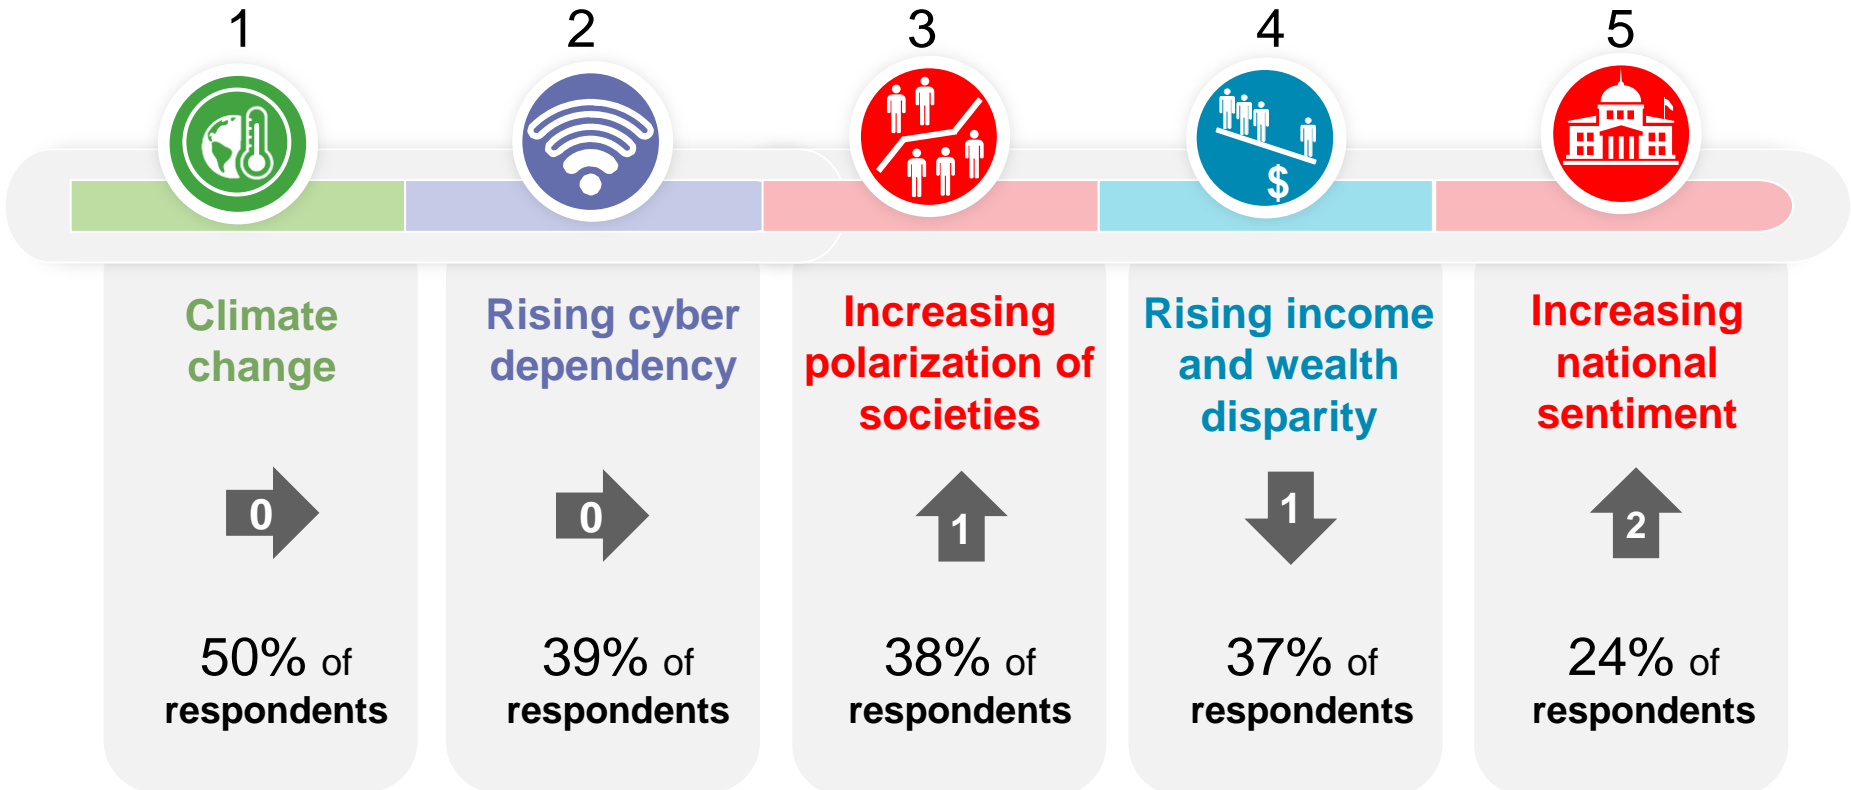 1
2
3
4
5
$
Climate
change
0
50% of
respondents
Rising cyber
dependency
0
39% of
respondents
Increasing
polarization of
societies
1
38% of
respondents
Rising income
and wealth
disparity
1
37% of
respondents
Increasing
national
sentiment
2
24% of
respondents